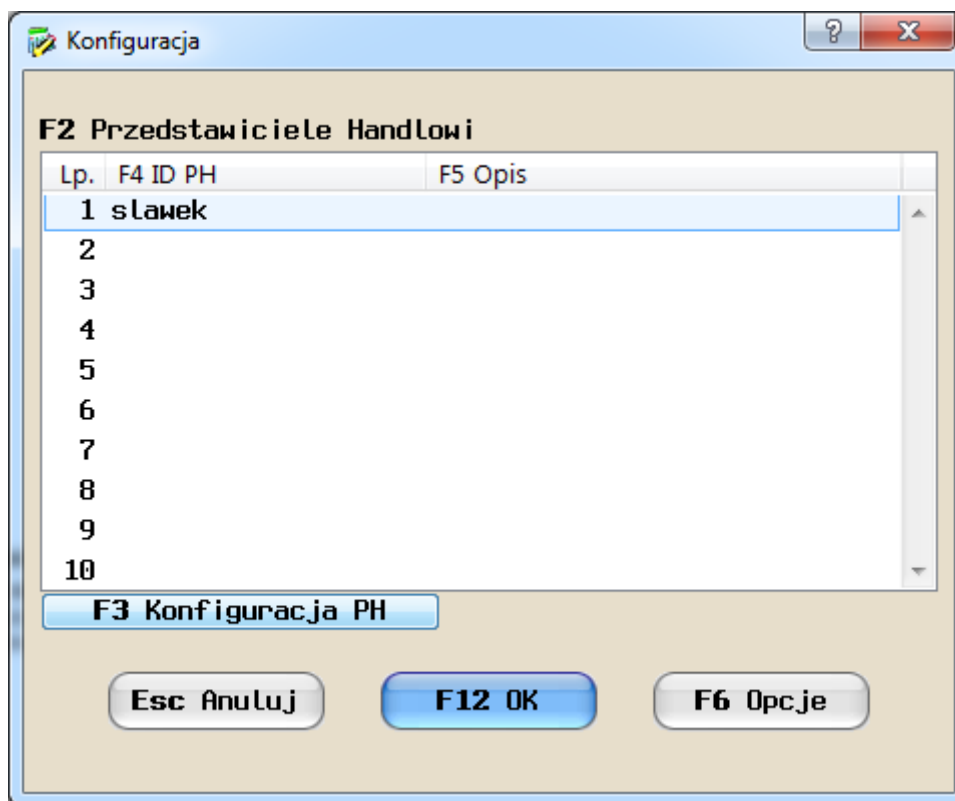 Konfiguracja
F2 Przedstawiciele Handlowi
Lp. F4 ID PH F5 Opis
1 slawek
2
3
4
5
6
7
8
9
10
F3 Konfiguracja PH
Esc Anuluj F12 OK F6 Opcje